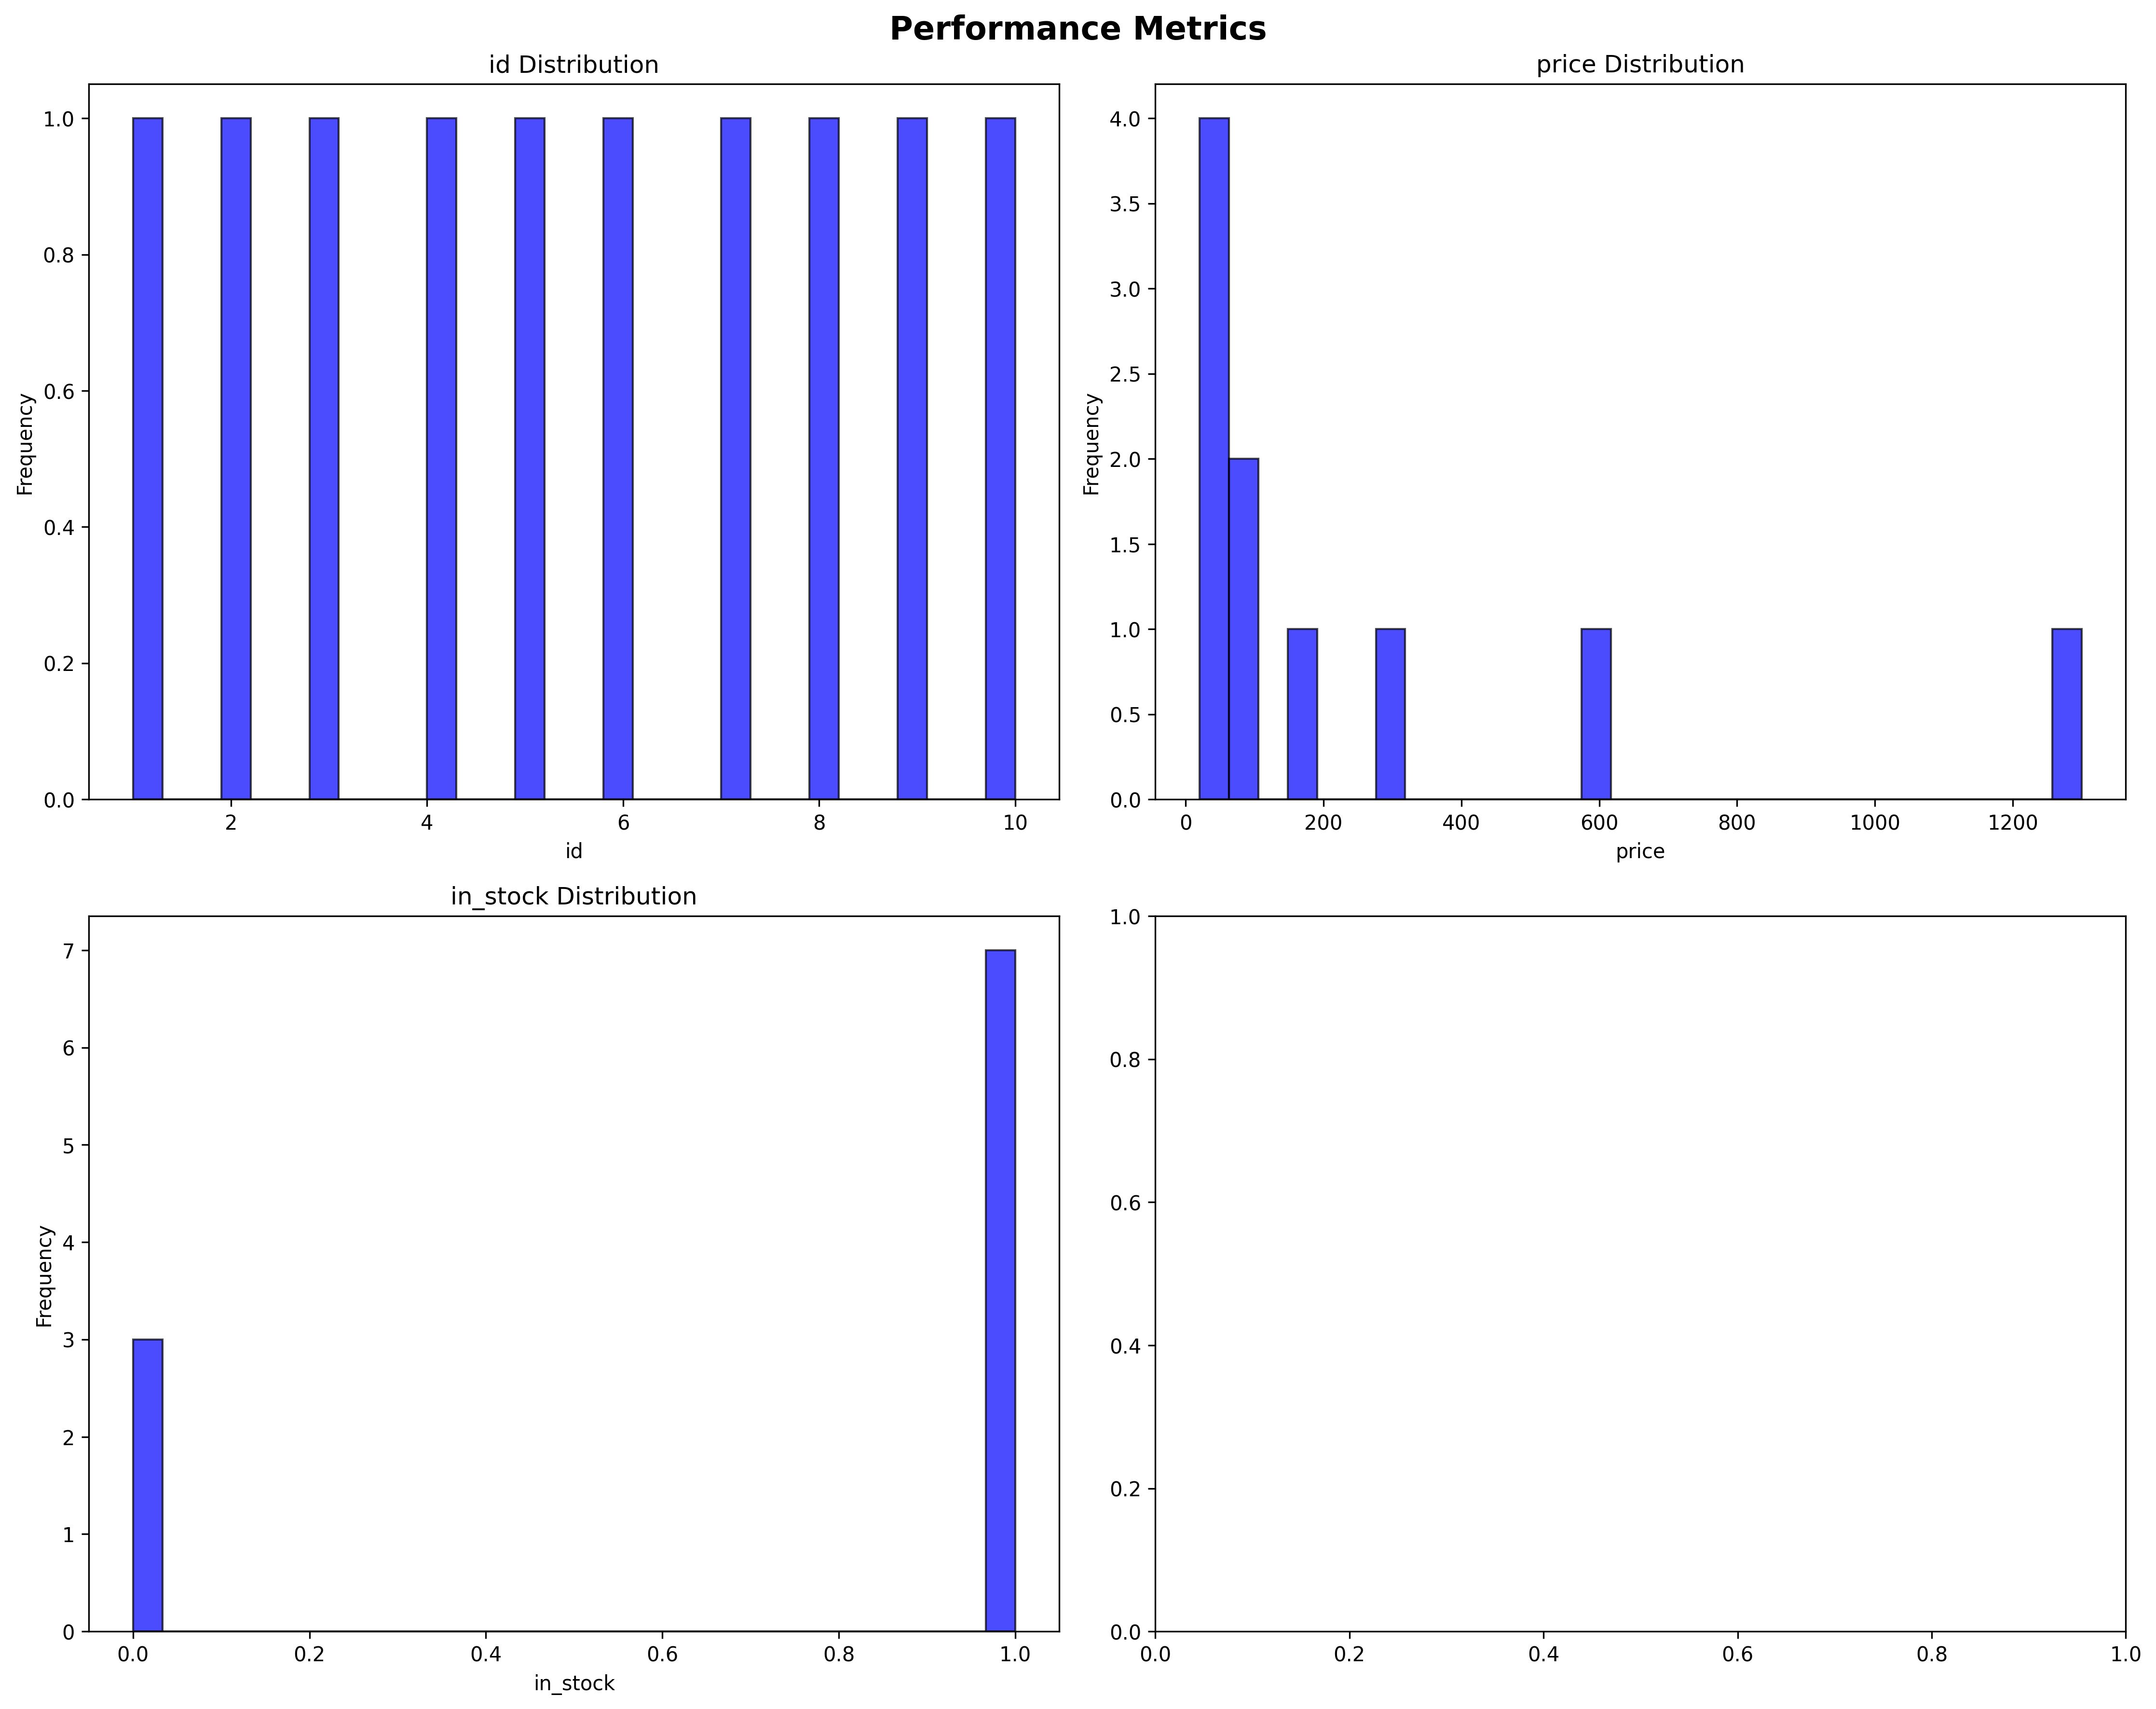 Performance Metrics
id Distribution
1.0
0.8
0.6
0.4
0.2
0.0
Frequency
2 4 6 8 10
id
price Distribution
4.0
3.5
3.0
2.5
2.0
1.5
1.0
0.5
0.0
Frequency
0 200 400 600 800 1000 1200
price
in_stock Distribution
7
6
5
4
3
2
1
0
Frequency
0.0 0.2 0.4 0.6 0.8 1.0
in_stock
1.0
0.8
0.6
0.4
0.2
0.0
0.0 0.2 0.4 0.6 0.8 1.0